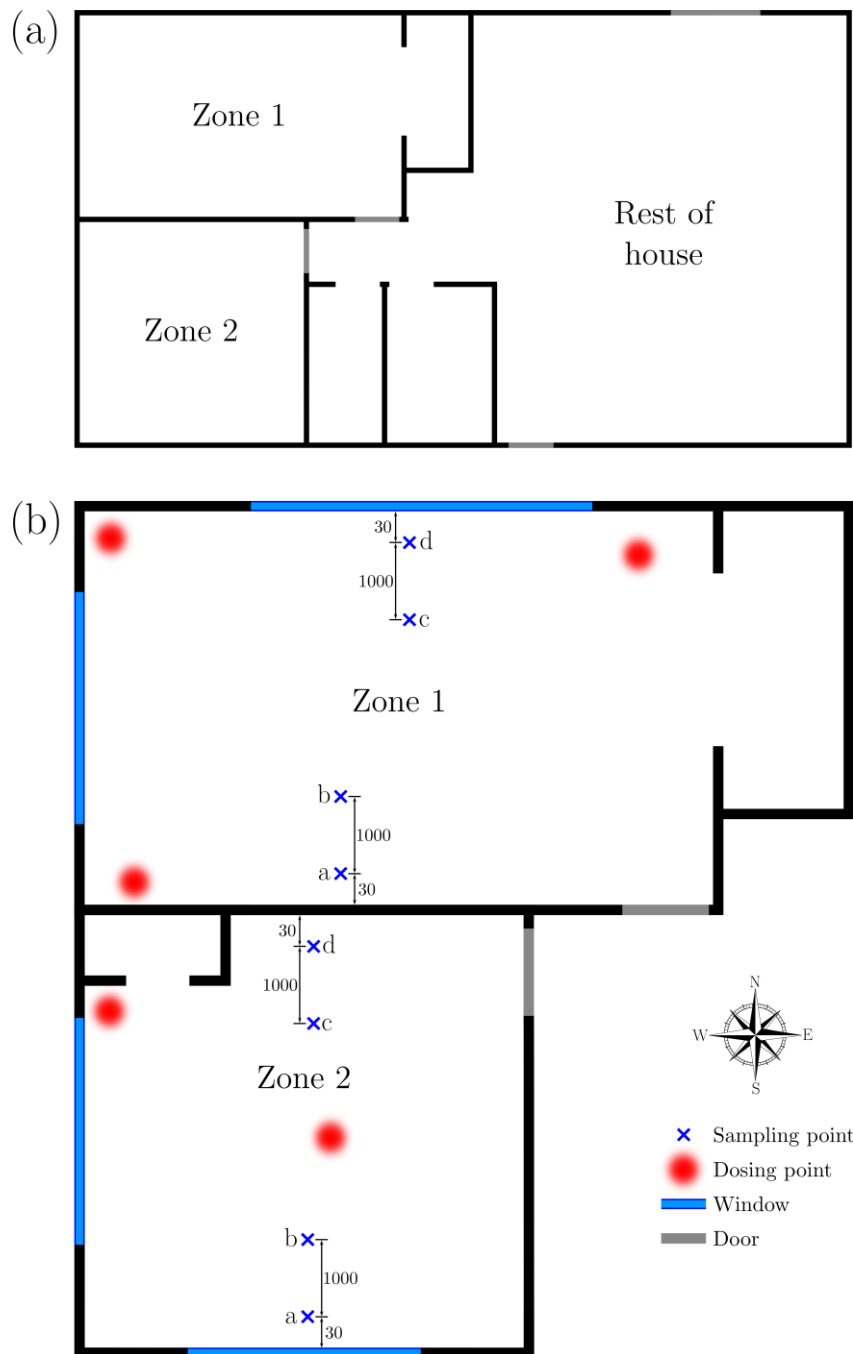 (a)
Zone 1
Rest of
house
Zone 2
(b)
30
d
1000
c
Zone 1
b
1000
a
30
30
d
1000
c
Zone 2
b
1000
a
30
N
W
E
S
Sampling point
Dosing point
Window
Door